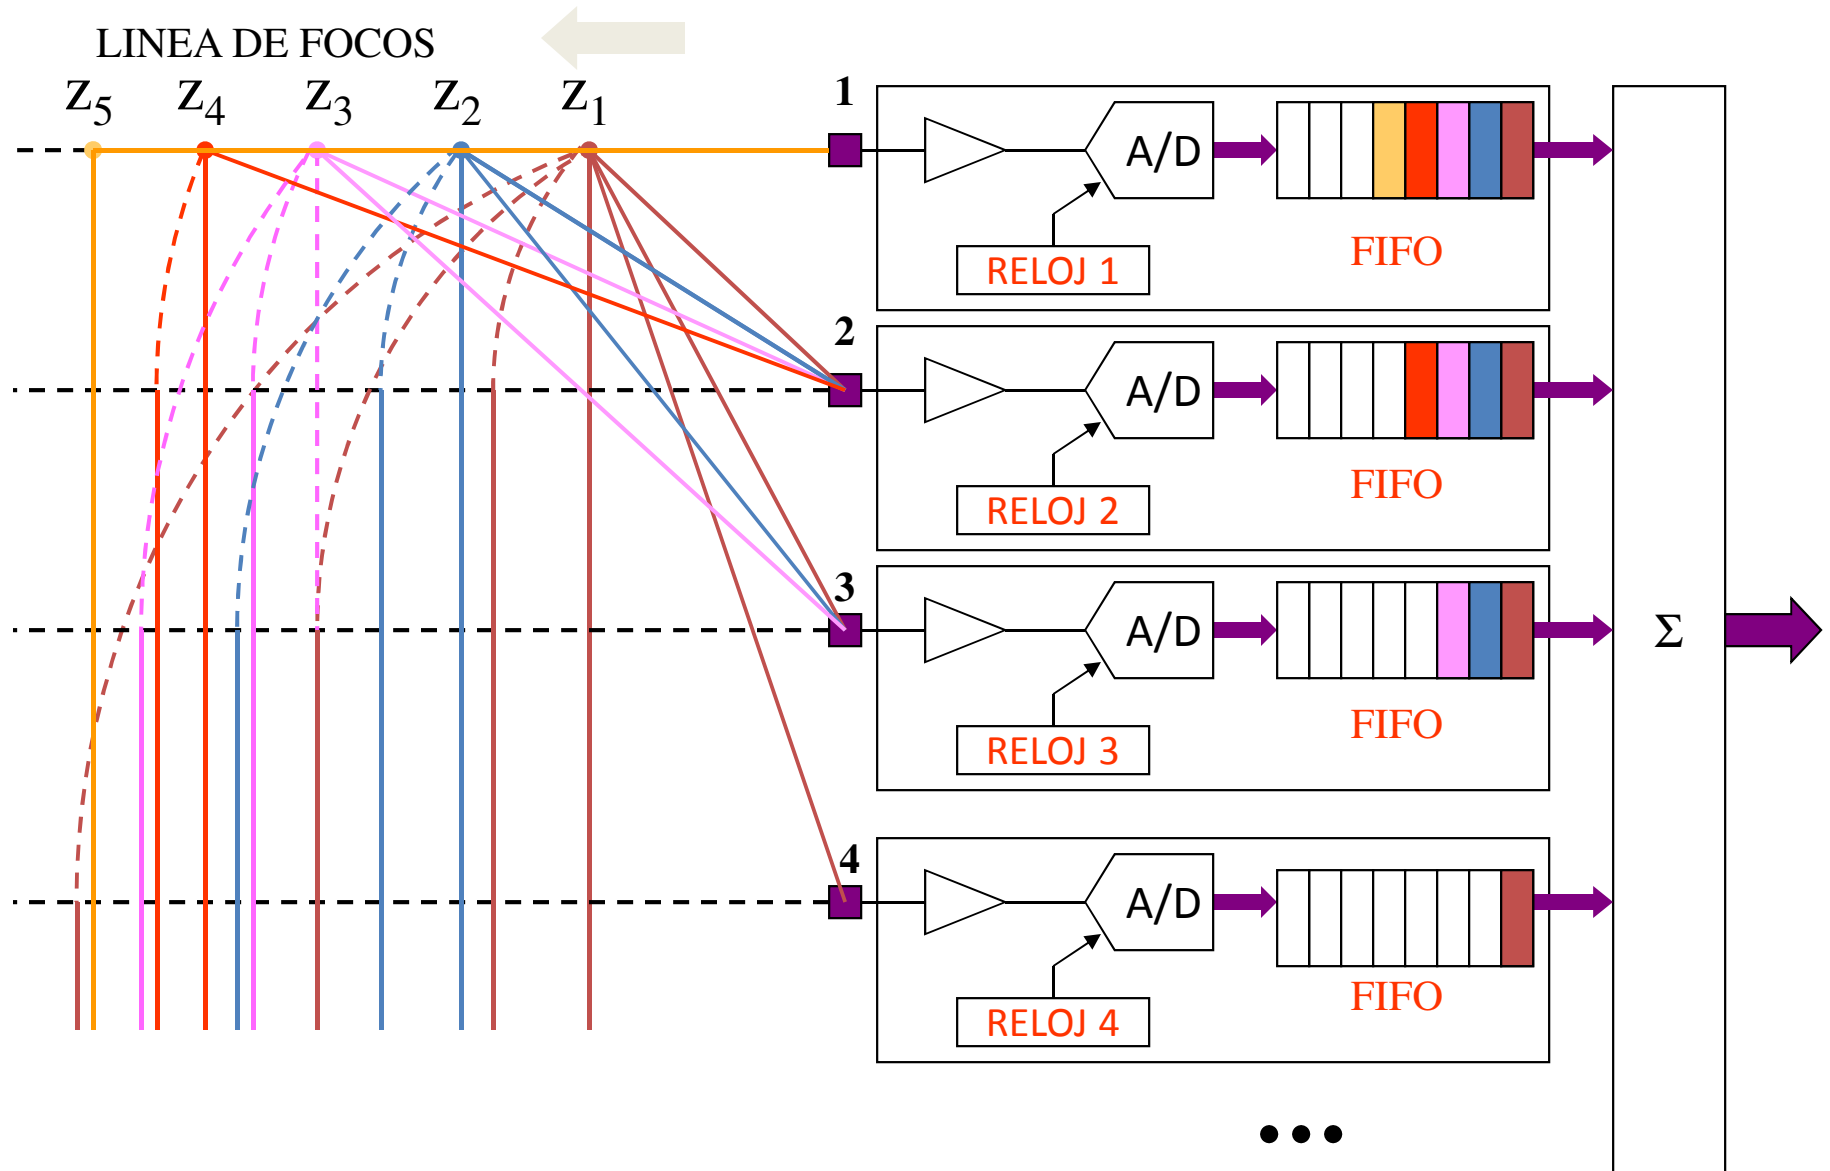 LINEA DE FOCOS
Z5 Z4 Z3 Z2 Z1
1
A/D
RELOJ 1
FIFO
2
A/D
RELOJ 2
FIFO
3
A/D
RELOJ 3
FIFO
Σ
4
A/D
RELOJ 4
FIFO